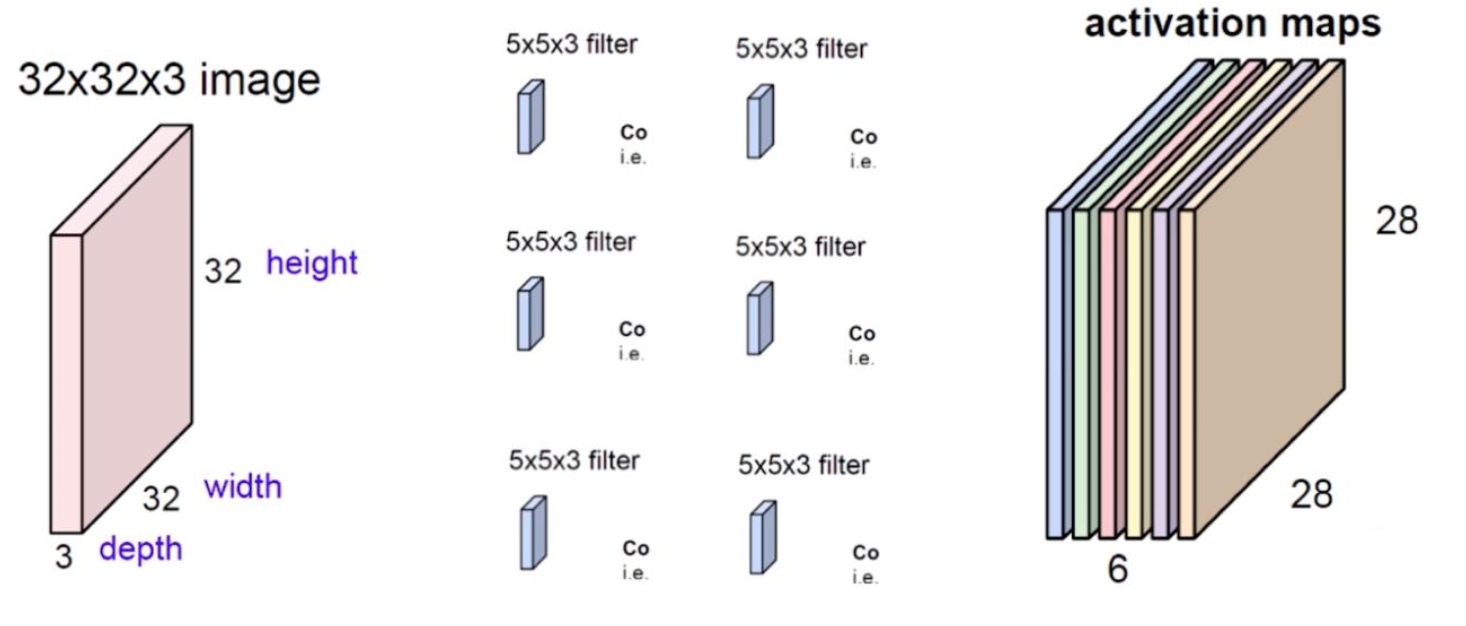 32x32x3 image
32 height
32 width
3 depth
5x5x3 filter
Co
i.e.
5x5x3 filter
Co
i.e.
5x5x3 filter
Co
i.e.
5x5x3 filter
Co
i.e.
5x5x3 filter
Co
i.e.
5x5x3 filter
Co
i.e.
activation maps
28
28
6